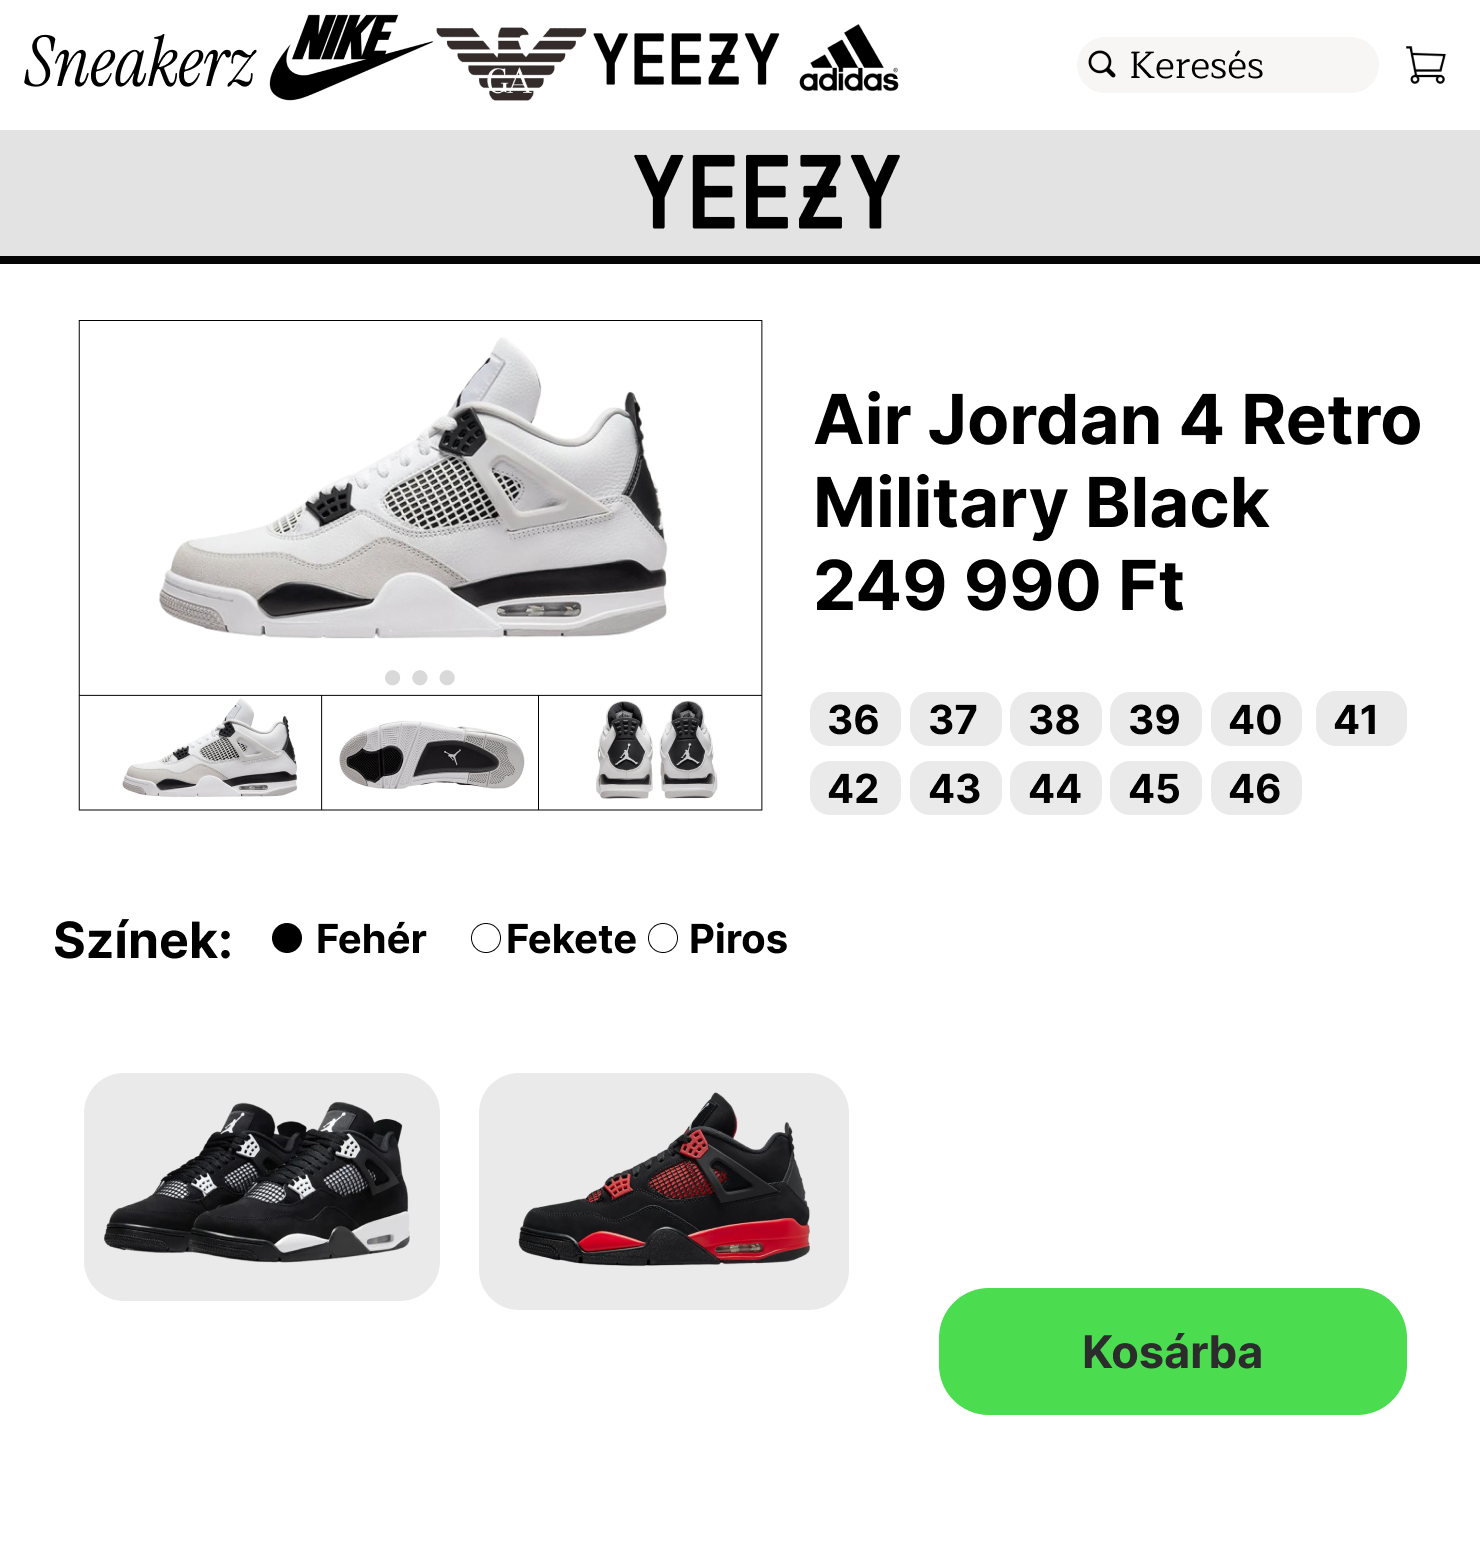 Sneakerz NIKE GA YEEZY adidas Keresés
YEEZY
Air Jordan 4 Retro
Military Black
249 990 Ft
36 37 38 39 40 41
42 43 44 45 46
Színek: Fehér Fekete Piros
Kosárba